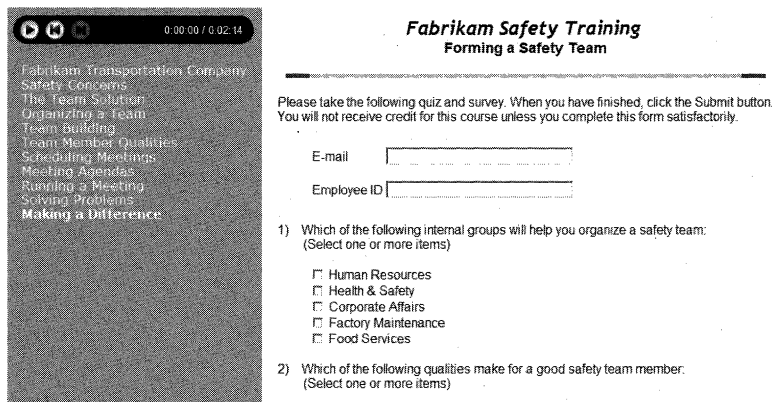 0:00:00 / 0:02:14
Fabrikam Transportation Company
Safety Concerns
The Team Solution
Organizing a Team
Team Building
Team Member Qualities
Scheduling Meetings
Meeting Agendas
Running a Meeting
Solving Problems
Making a Difference
Fabrikam Safety Training
Forming a Safety Team
Please take the following quiz and survey. When you have finished, click the Submit button.
You will not receive credit for this course unless you complete this form satisfactorily.
E-mail
Employee ID
1) Which of the following internal groups will help you organize a safety team:
(Select one or more items)
Human Resources
Health & Safety
Corporate Affairs
Factory Maintenance
Food Services
2) Which of the following qualities make for a good safety team member:
(Select one or more items)